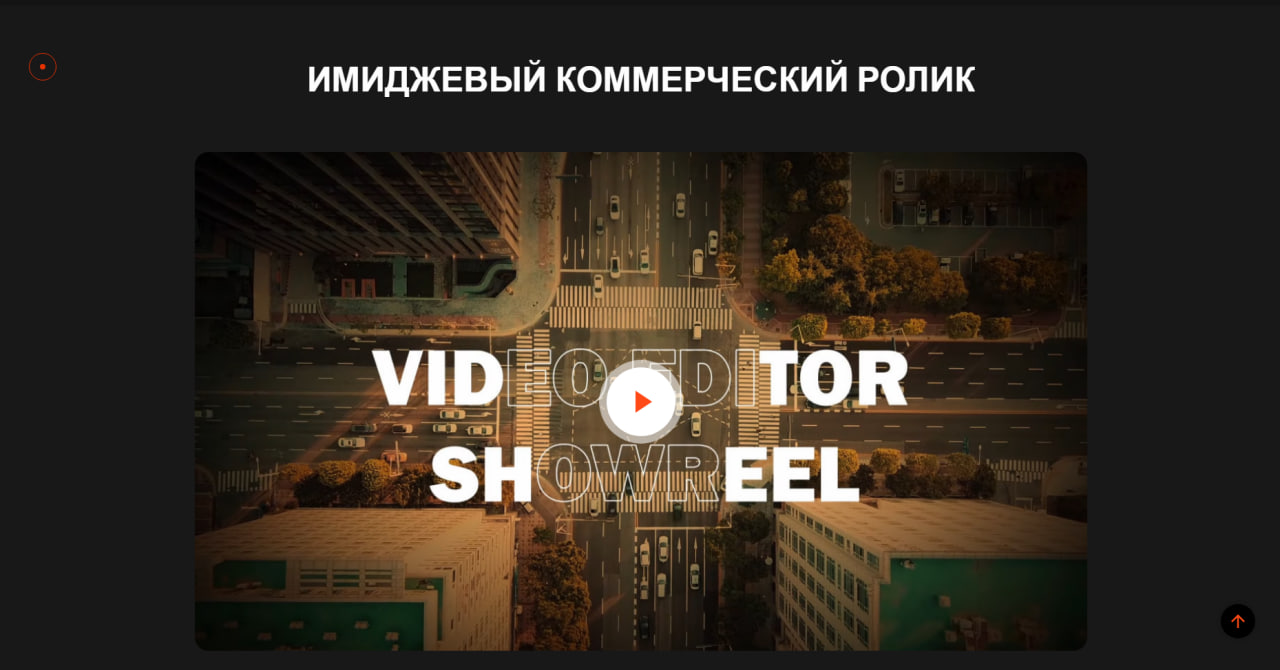 ИМИДЖЕВЫЙ КОММЕРЧЕСКИЙ РОЛИК
VIDEO EDITOR
SHOWREEL